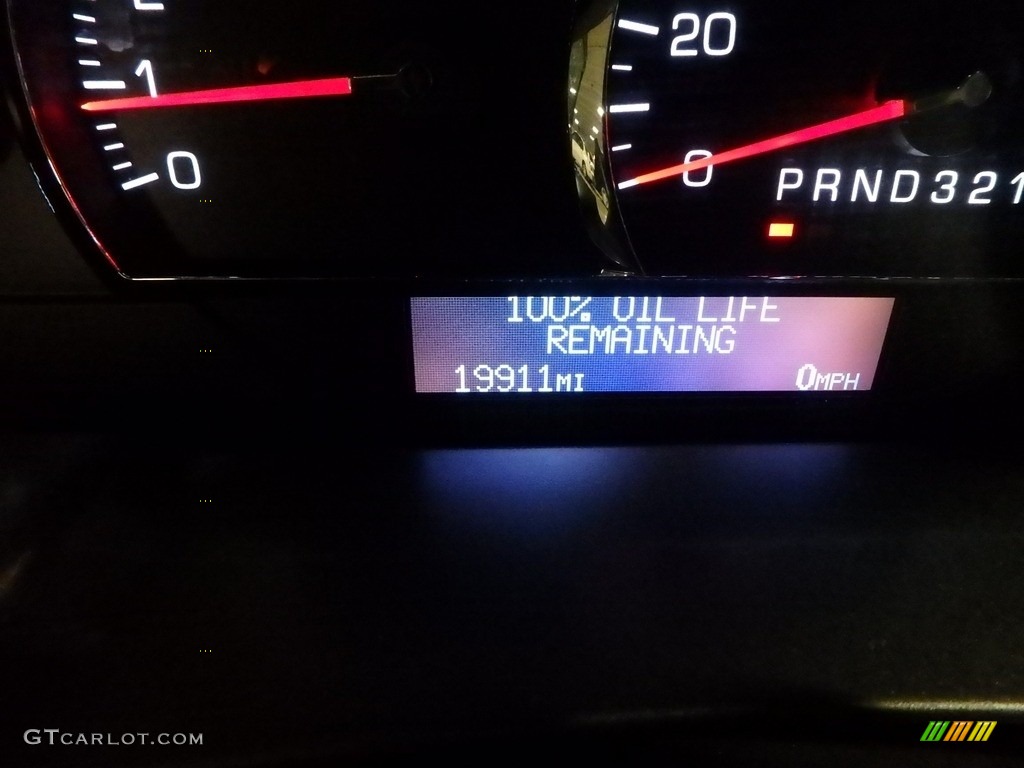 1
0
20
0
PRND321
100% OIL LIFE
REMAINING
19911MI 0MPH
GTCARLOT.COM